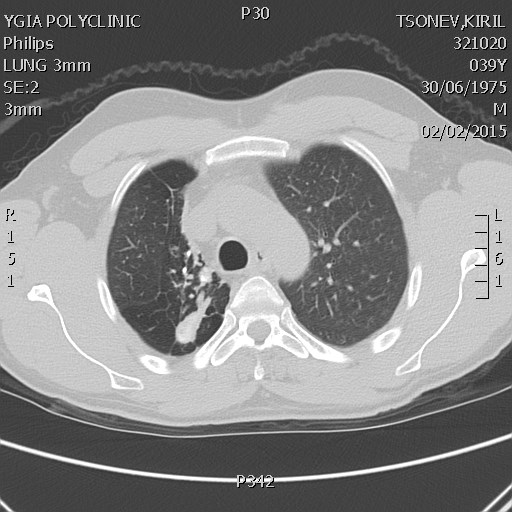 YGIA POLYCLINIC
Philips
LUNG 3mm
SE:2
3mm
P30
TSONEV,KIRIL
321020
039Y
30/06/1975
M
02/02/2015
R
1
5
1
L
1
6
1
P342